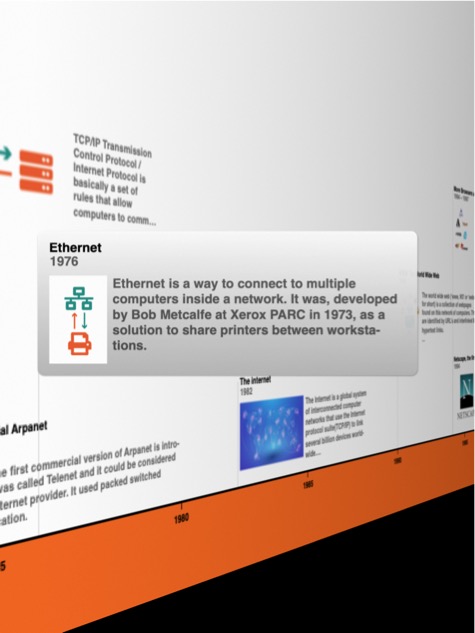 TCP/IP Transmission
Control Protocol /
Internet Protocol is
basically a set of
rules that allow
computers to comm...
Ethernet
1976
Ethernet is a way to connect to multiple
computers inside a network. It was, developed
by Bob Metcalfe at Xerox PARC in 1973, as a
solution to share printers between worksta-
tions.
World Wide Web
The internet
1982
The Internet is a global system
of interconnected computer
networks that use the Internet
protocol suite(TCP/IP) to link
several billion devices world-
wide...
al Arpanet
e first commercial version of Arpanet is intro-
was called Telenet and it could be considered
ternet provider. It used packed switched
cation.
5
1980
1985
1990